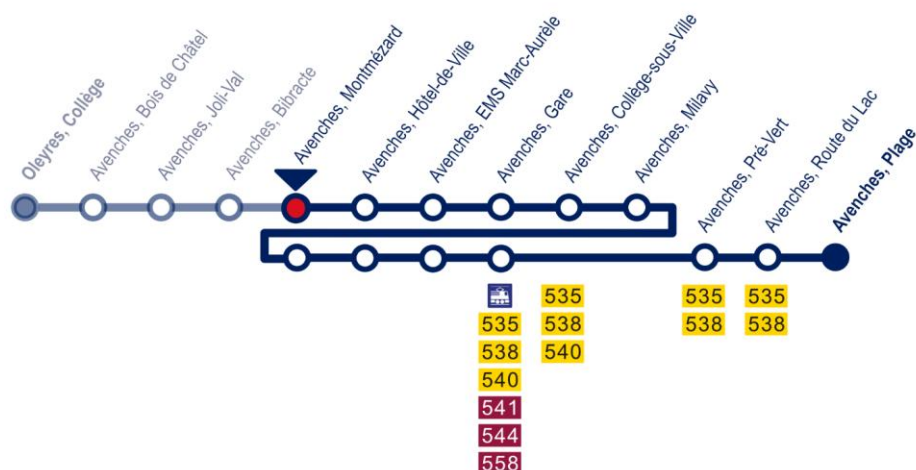 Oleyres, Collège
Avenches, Bois de Châtel
Avenches, Joli-Val
Avenches, Bibracte
Avenches, Montmézard
Avenches, Hôtel-de-Ville
Avenches, EMS Marc-Aurèle
Avenches, Gare
Avenches, Collège-sous-Ville
Avenches, Milavy
Avenches, Pré-Vert
Avenches, Route du Lac
Avenches, Plage
535
538
540
541
544
558
535
538
540
535
538
535
538